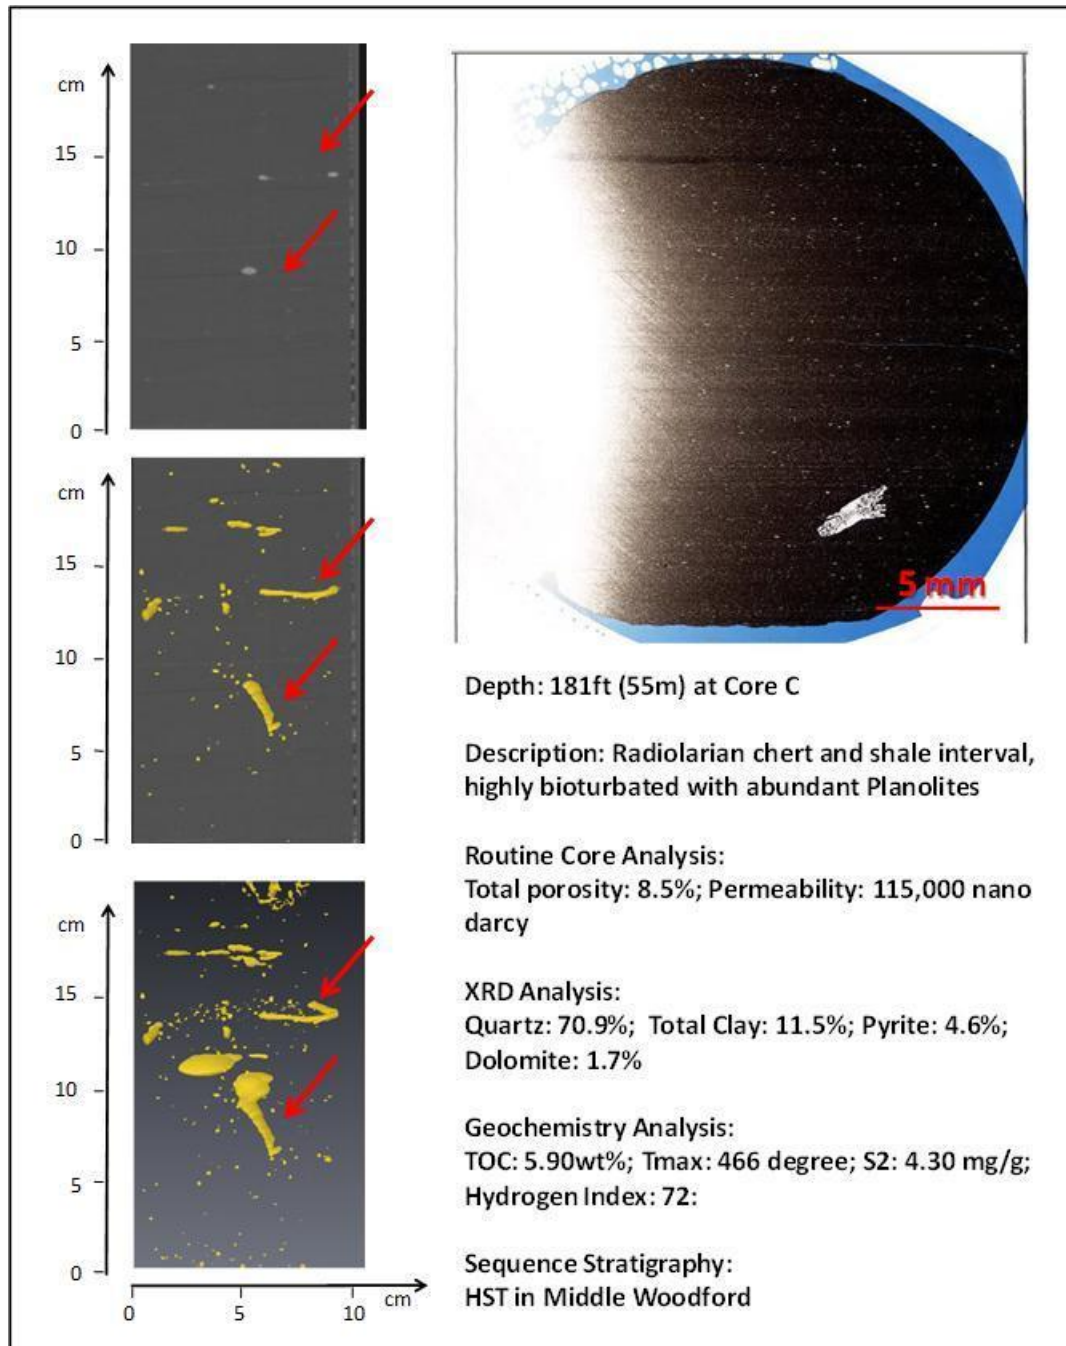 cm
15
10
5
0
cm
15
10
5
0
cm
15
10
5
0
0
5
10
cm
5 mm
Depth: 181ft (55m) at Core C
Description: Radiolarian chert and shale interval,
highly bioturbated with abundant Planolites
Routine Core Analysis:
Total porosity: 8.5%; Permeability: 115,000 nano
darcy
XRD Analysis:
Quartz: 70.9%; Total Clay: 11.5%; Pyrite: 4.6%;
Dolomite: 1.7%
Geochemistry Analysis:
TOC: 5.90wt%; Tmax: 466 degree; S2: 4.30 mg/g;
Hydrogen Index: 72:
Sequence Stratigraphy:
HST in Middle Woodford